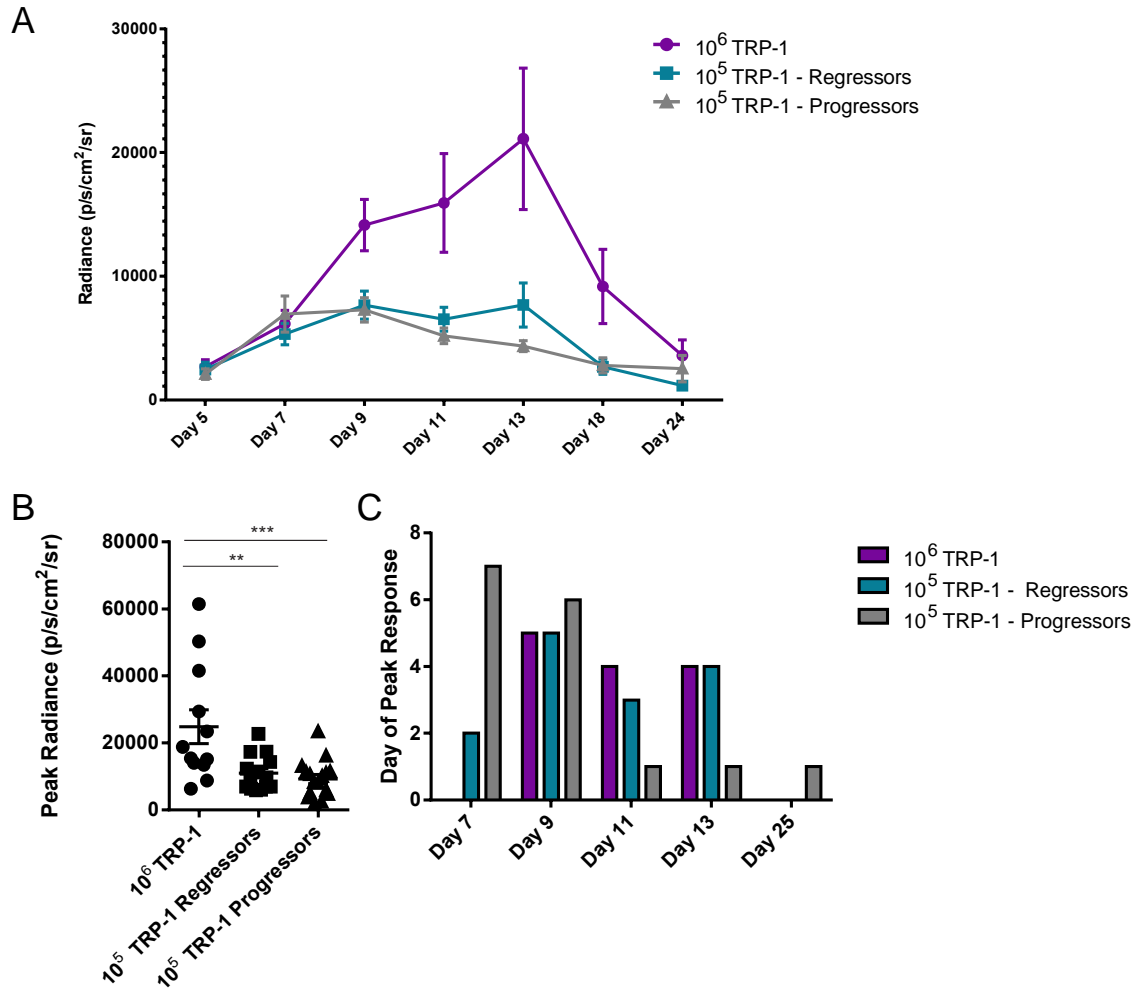 A
30000
20000
10000
0
Radiance (p/s/cm²/sr)
Day 5
Day 7
Day 9
Day 11
Day 13
Day 18
Day 24
10⁶ TRP-1
10⁵ TRP-1 - Regressors
10⁵ TRP-1 - Progressors
B
80000
60000
40000
20000
0
Peak Radiance (p/s/cm²/sr)
***
**
10⁶ TRP-1
10⁵ TRP-1 Regressors
10⁵ TRP-1 Progressors
C
8
6
4
2
0
Day of Peak Response
Day 7
Day 9
Day 11
Day 13
Day 25
10⁶ TRP-1
10⁵ TRP-1 - Regressors
10⁵ TRP-1 - Progressors